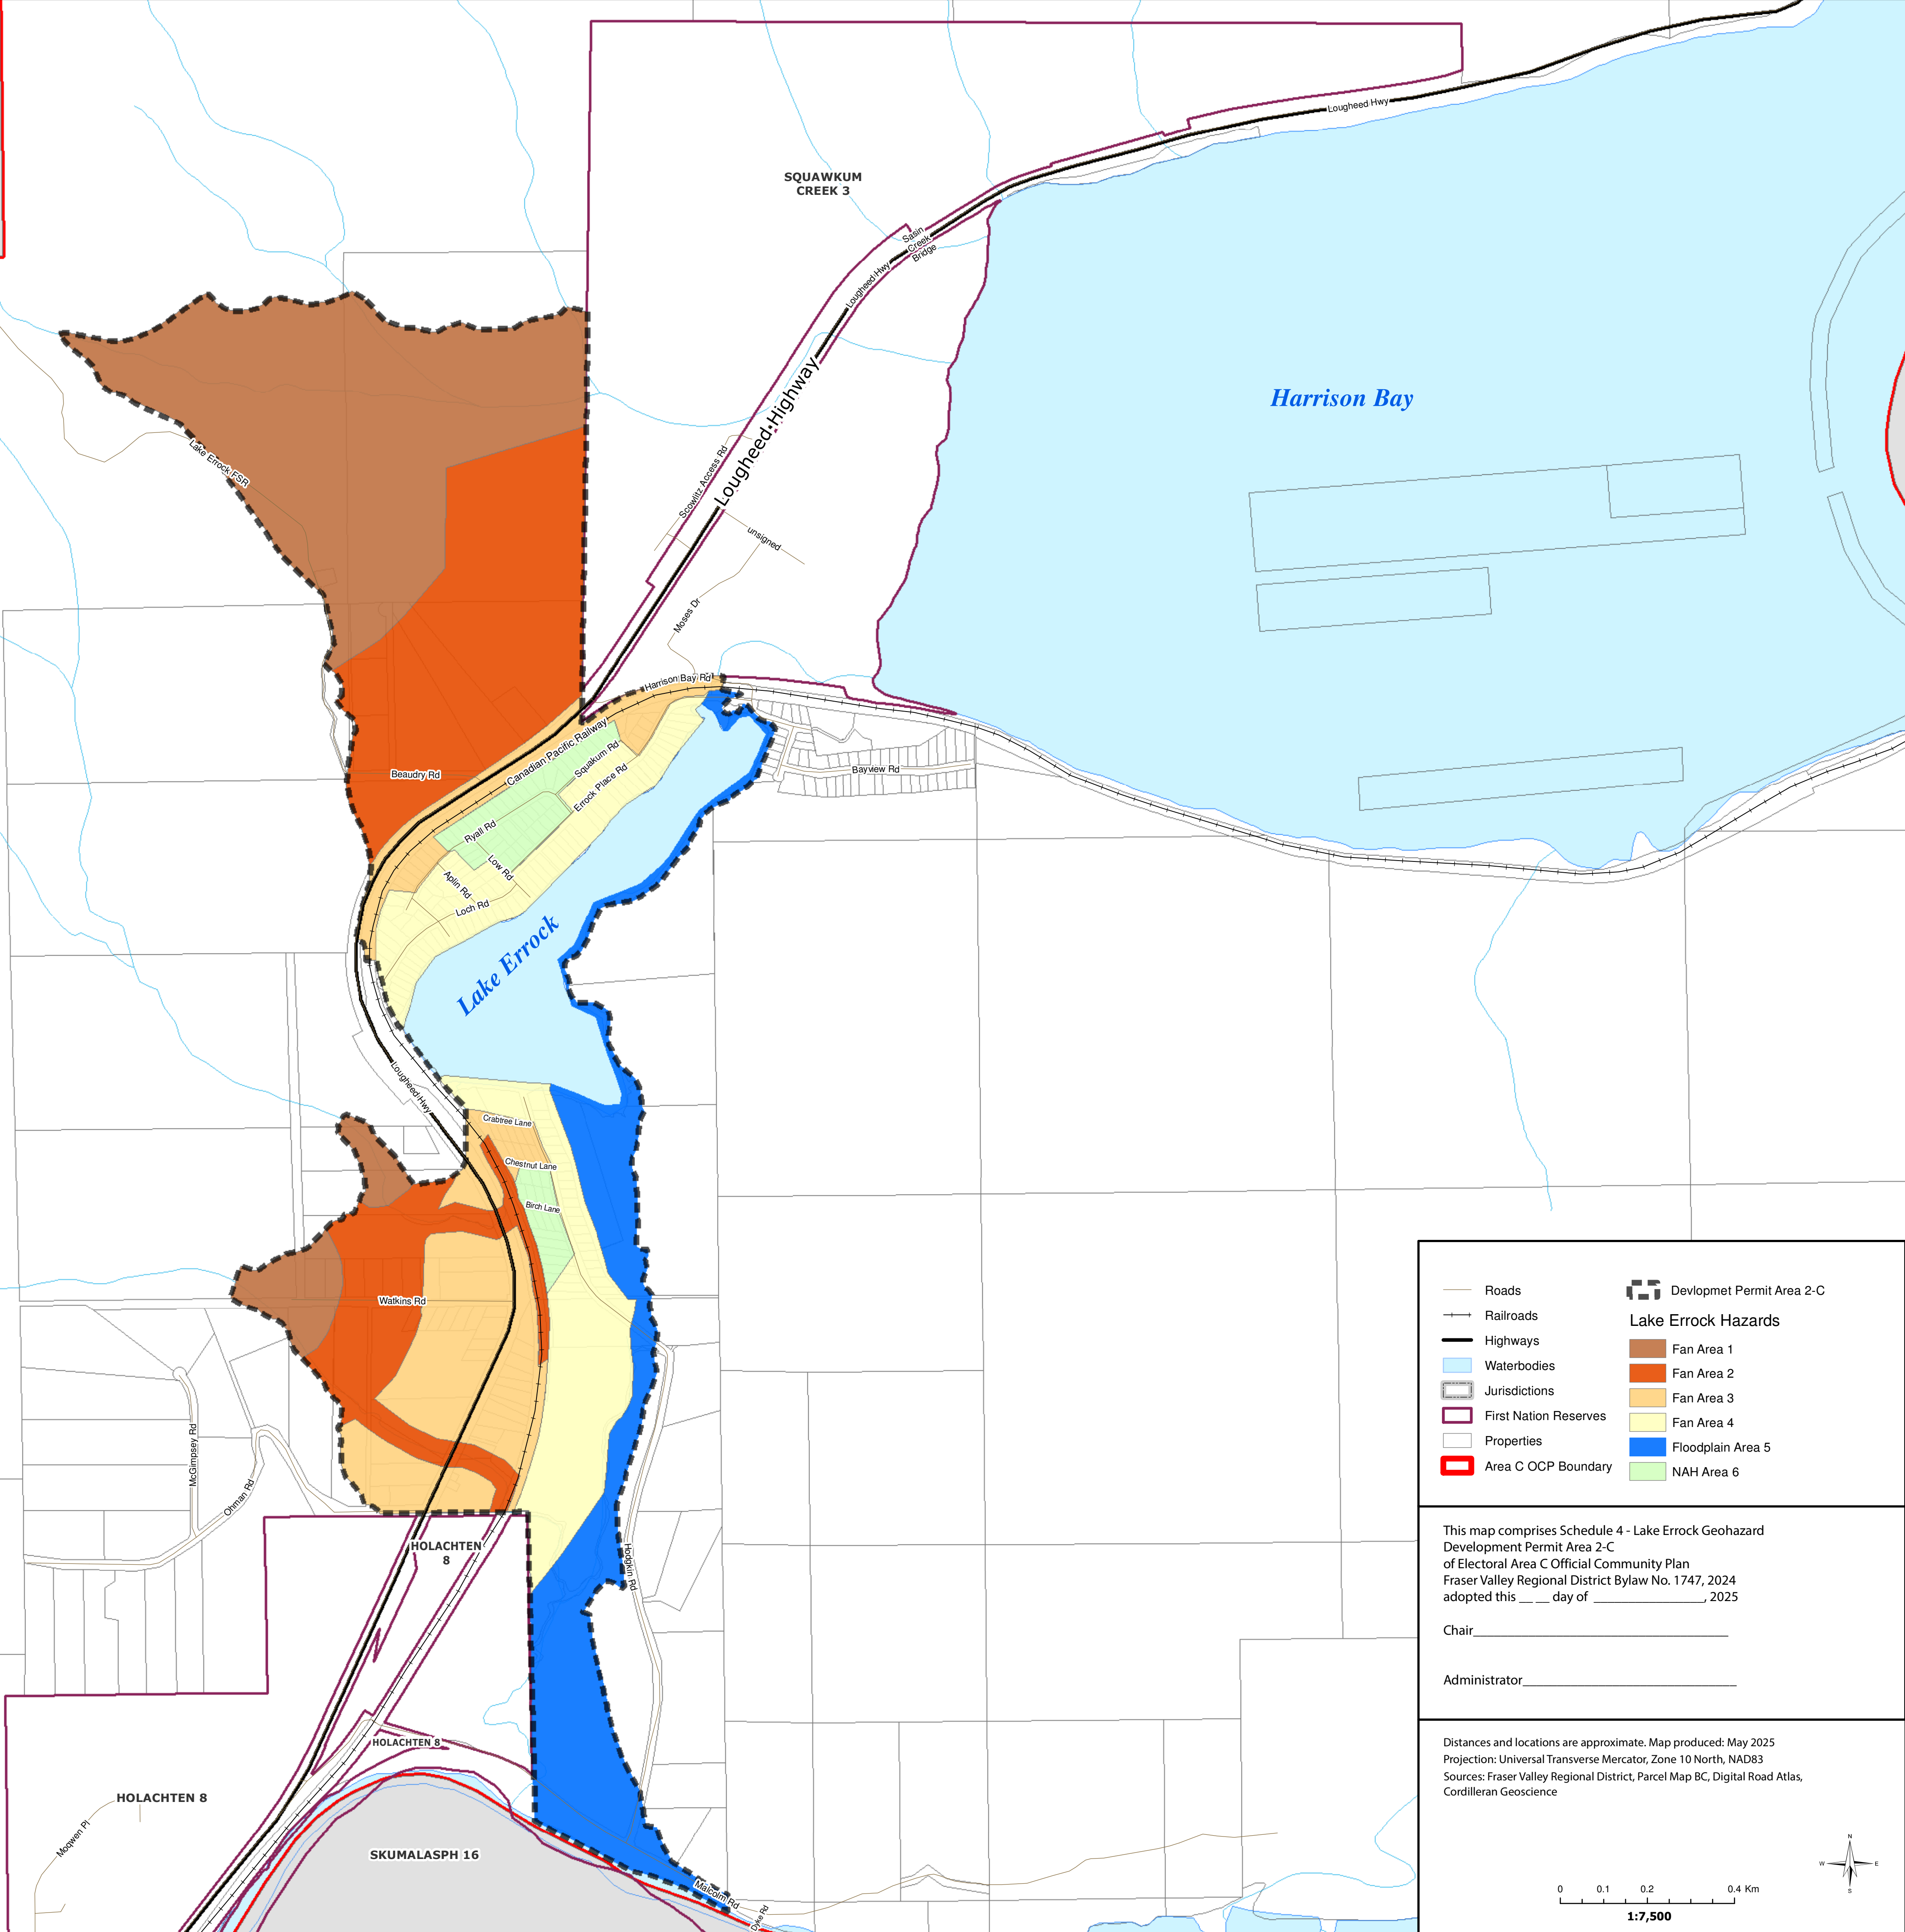 Lougheed Hwy
SQUAWKUM
CREEK 3
Sasin
Creek
Bridge
Lougheed Hwy
Lougheed Highway
Harrison Bay
Lake Errock FSR
Scowlitz Access Rd
unsigned
Moses Dr
Harrison Bay Rd
Canadian Pacific Railway
Squakum Rd
Beaudry Rd
Errock Place Rd
Bayview Rd
Ryall Rd
Low Rd
Aplin Rd
Loch Rd
Lake Errock
Lougheed Hwy
Crabtree Lane
Chestnut Lane
Birch Lane
Watkins Rd
McGimpsey Rd
Ohman Rd
HOLACHTEN
8
Hodgkin Rd
HOLACHTEN 8
HOLACHTEN 8
Moqwen Pl
SKUMALASPH 16
Malcolm Rd
Dyke Rd
Roads
Railroads
Highways
Waterbodies
Jurisdictions
First Nation Reserves
Properties
Area C OCP Boundary
Devlopmet Permit Area 2-C
Lake Errock Hazards
Fan Area 1
Fan Area 2
Fan Area 3
Fan Area 4
Floodplain Area 5
NAH Area 6
This map comprises Schedule 4 - Lake Errock Geohazard
Development Permit Area 2-C
of Electoral Area C Official Community Plan
Fraser Valley Regional District Bylaw No. 1747, 2024
adopted this __ __ day of ________________, 2025
Chair_____________________________________
Administrator_______________________________
Distances and locations are approximate. Map produced: May 2025
Projection: Universal Transverse Mercator, Zone 10 North, NAD83
Sources: Fraser Valley Regional District, Parcel Map BC, Digital Road Atlas,
Cordilleran Geoscience
N
W E
S
0 0.1 0.2 0.4 Km
1:7,500